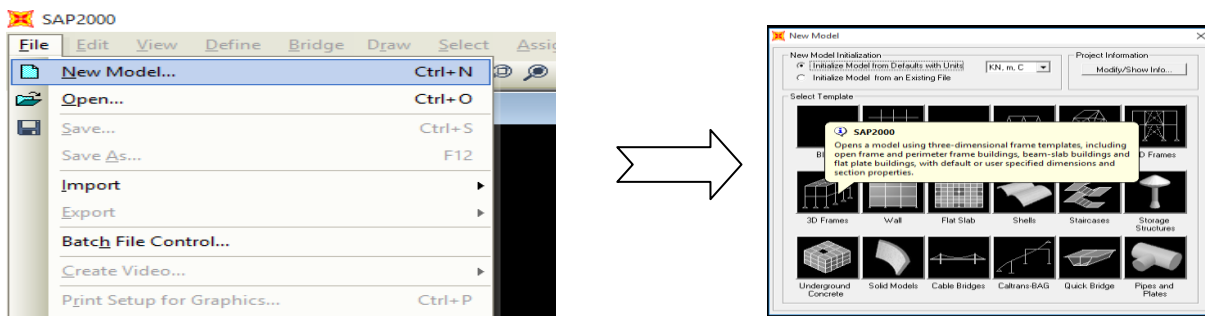 SAP2000
File Edit View Define Bridge Draw Select
New Model... Ctrl+N
Open... Ctrl+O
Save... Ctrl+S
Save As... F12
Import
Export
Batch File Control...
Create Video...
Print Setup for Graphics... Ctrl+P
New Model
New Model Initialization
Initialize Model from Defaults with Units
KN, m, C
Initialize Model from an Existing File
Project Information
Modify/Show Info...
Select Template
SAP2000
Opens a model using three-dimensional frame templates, including
open frame and perimeter frame buildings, beam-slab buildings and
flat plate buildings, with default or user specified dimensions and
section properties.
D Frames
3D Frames Wall Flat Slab Shells Staircases Storage
Structures
Underground
Concrete
Solid Models Cable Bridges Caltrans-BAG Quick Bridge Pipes and
Plates